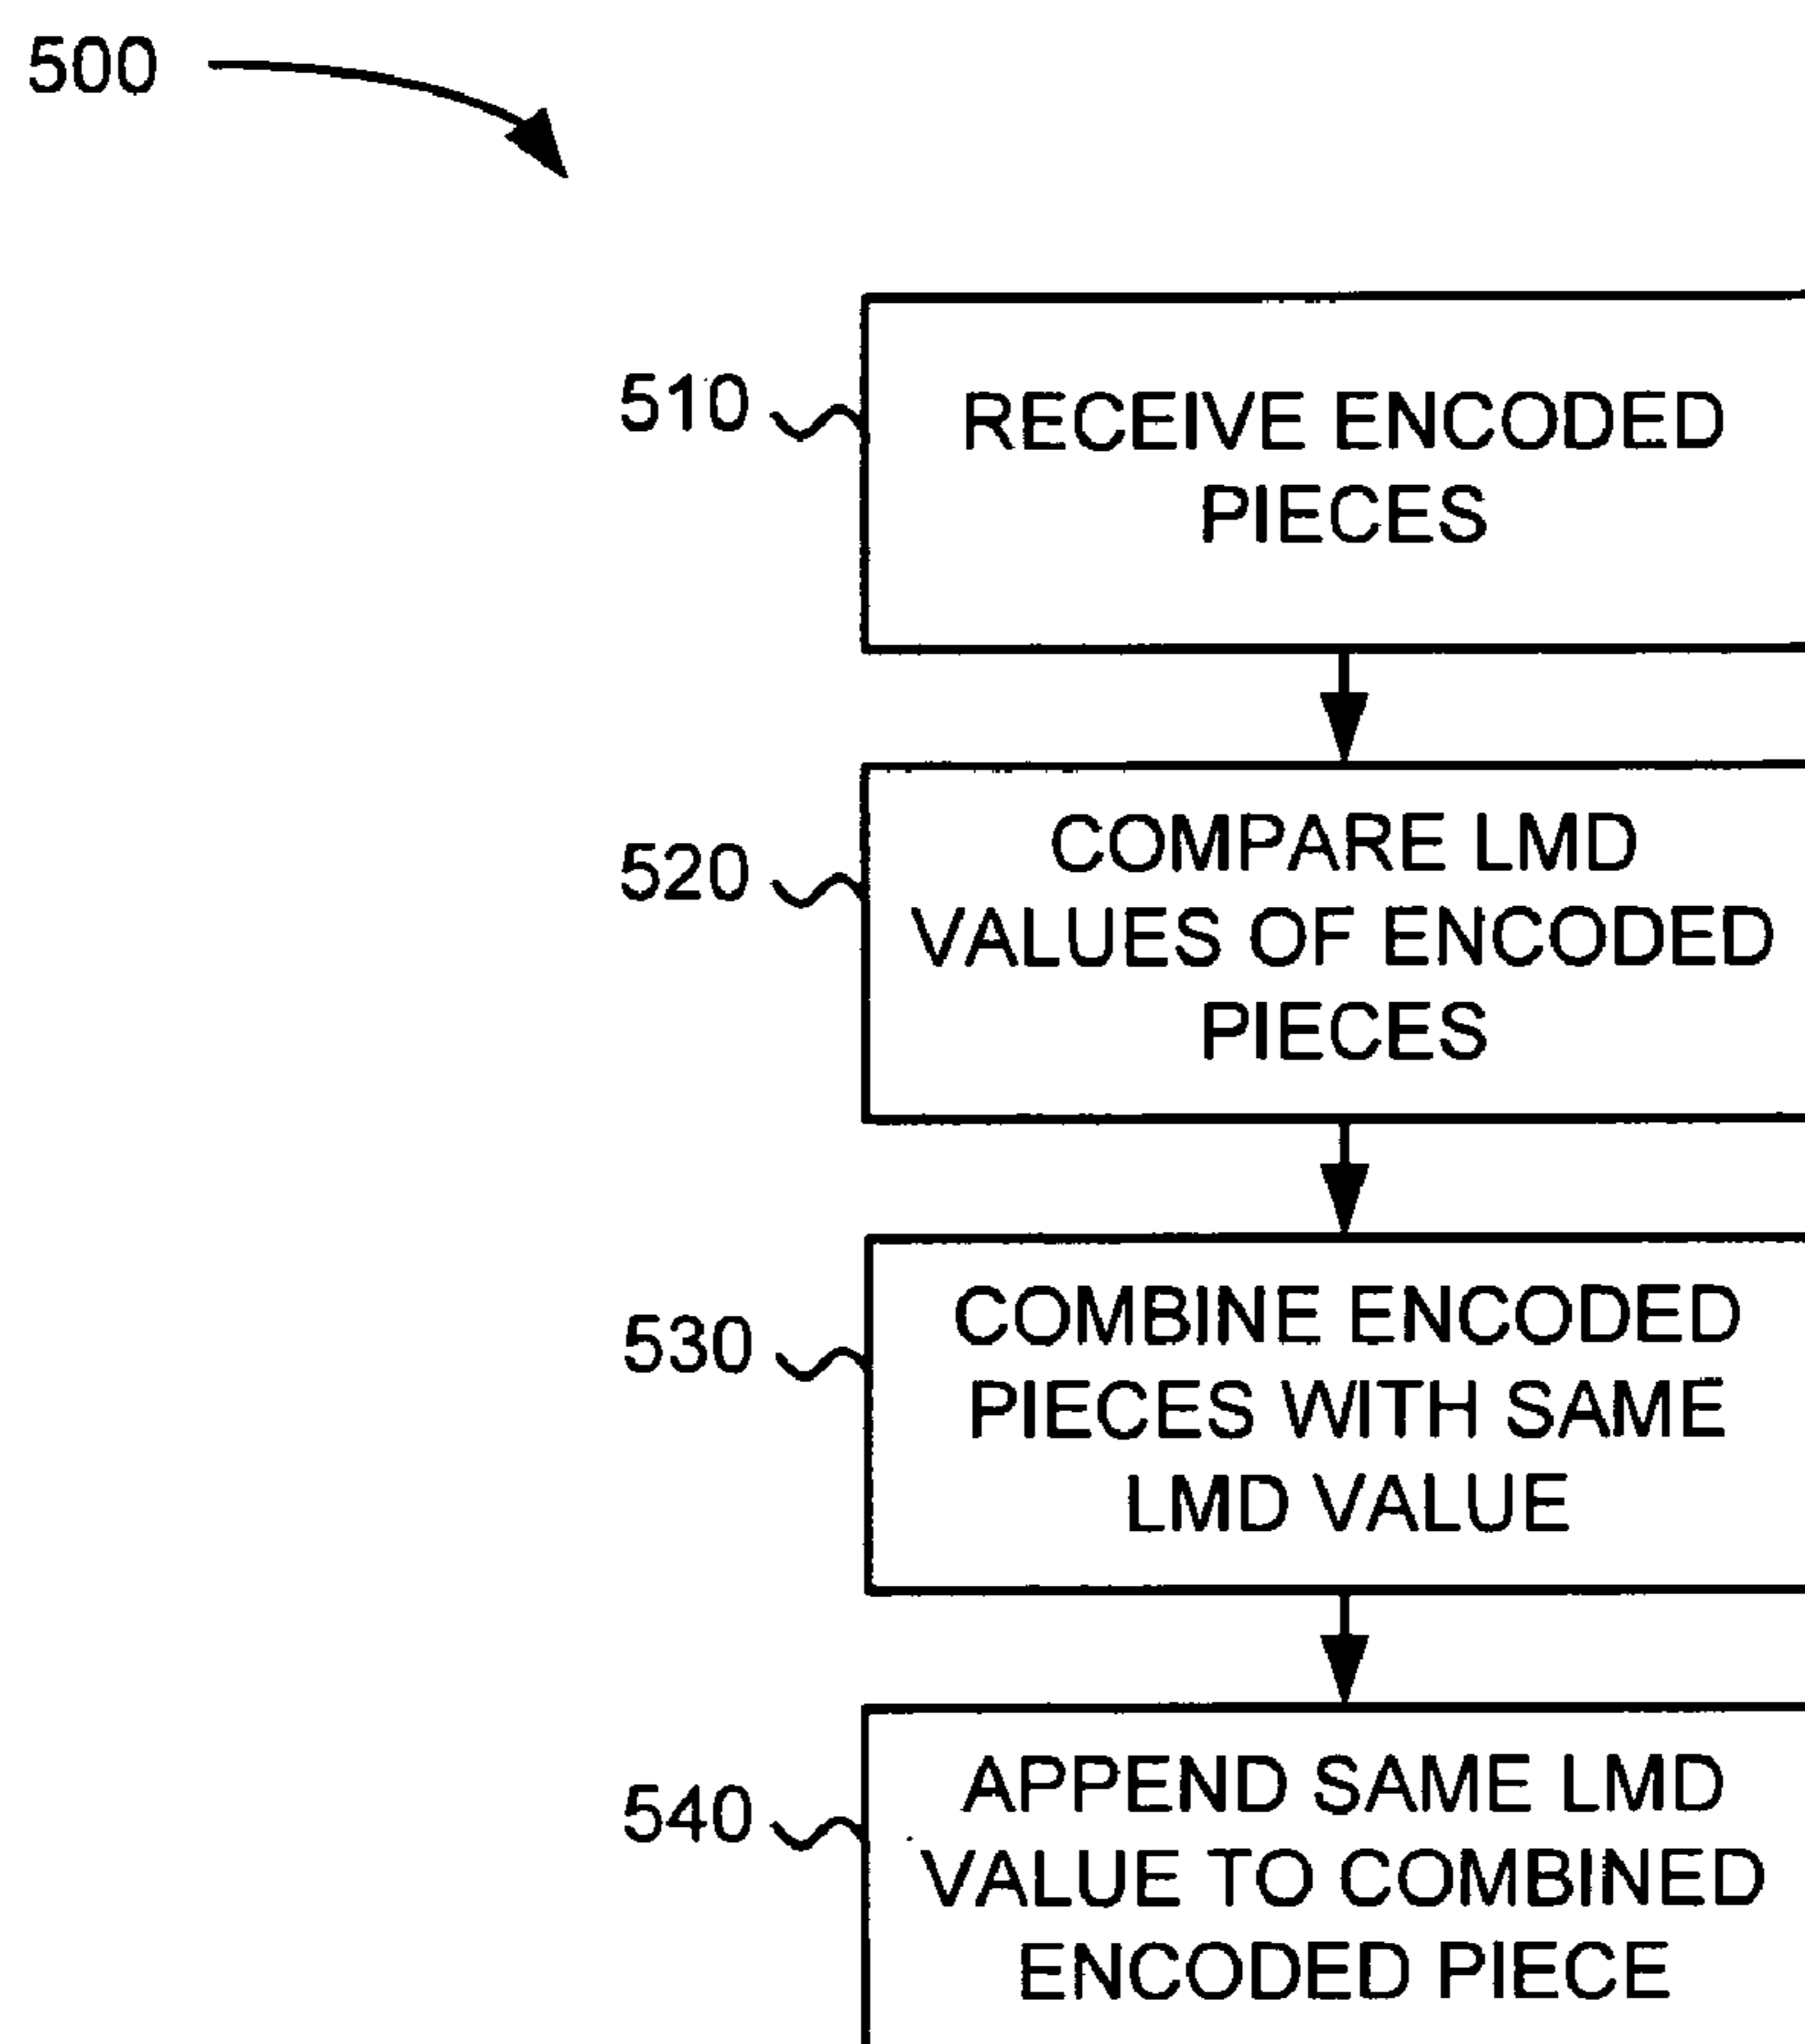 500
510
RECEIVE ENCODED
PIECES
520
COMPARE LMD
VALUES OF ENCODED
PIECES
530
COMBINE ENCODED
PIECES WITH SAME
LMD VALUE
540
APPEND SAME LMD
VALUE TO COMBINED
ENCODED PIECE